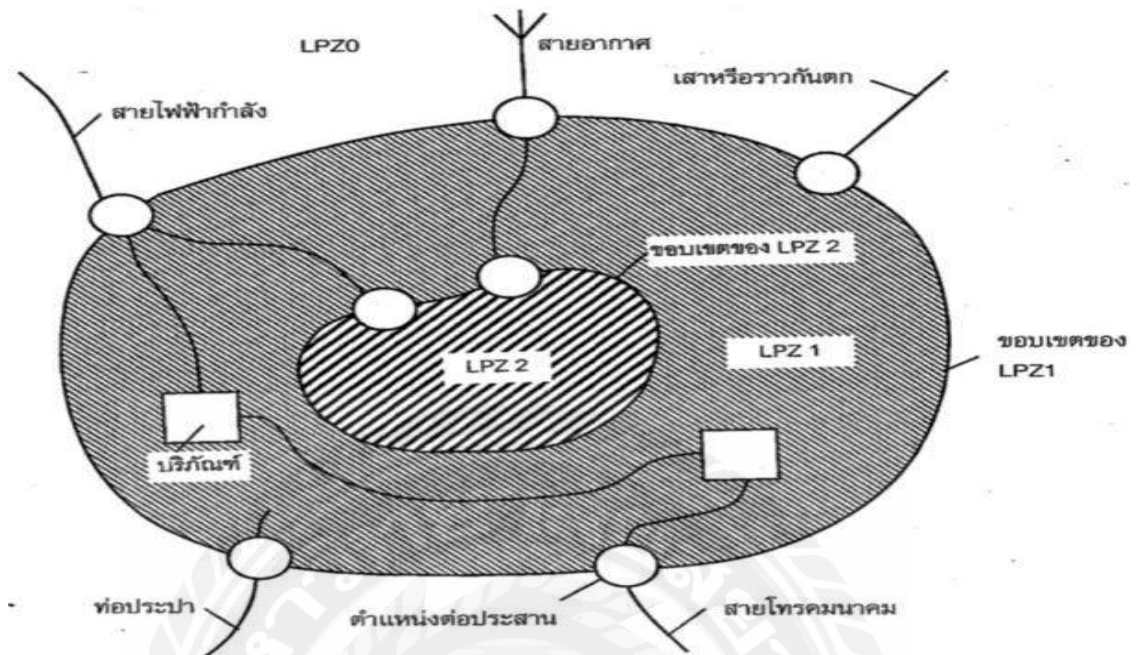 LPZ0
สายอากาศ
เสาหรือราวกันตก
สายไฟฟ้ากำลัง
ขอบเขตของ LPZ 2
LPZ 1
LPZ 2
ขอบเขตของ
LPZ1
บริภัณฑ์
ท่อประปา
ตำแหน่งต่อประสาน
สายโทรคมนาคม